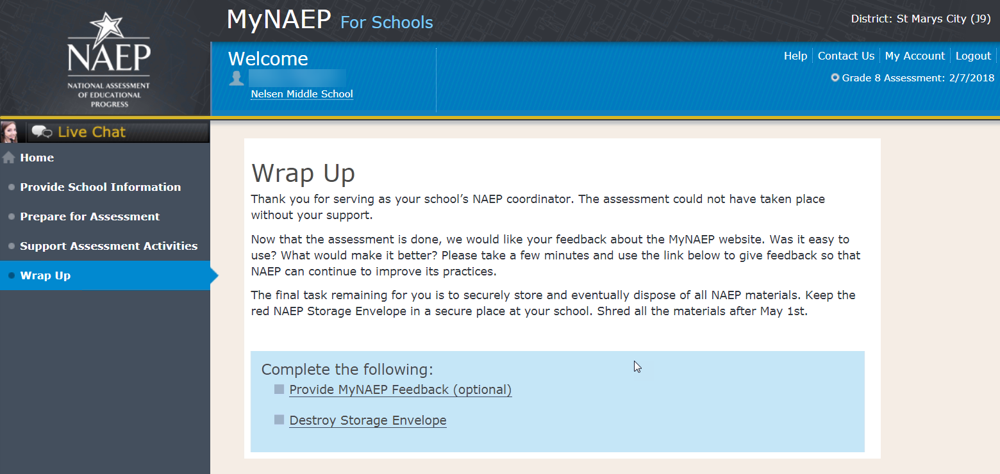 NAEP
NATIONAL ASSESSMENT
OF EDUCATIONAL
PROGRESS
MyNAEP For Schools
District: St Marys City (J9)
Welcome
Nelsen Middle School
Help Contact Us My Account Logout
Grade 8 Assessment: 2/7/2018
Live Chat
Home
Provide School Information
Prepare for Assessment
Support Assessment Activities
Wrap Up
Wrap Up
Thank you for serving as your school’s NAEP coordinator. The assessment could not have taken place
without your support.
Now that the assessment is done, we would like your feedback about the MyNAEP website. Was it easy to
use? What would make it better? Please take a few minutes and use the link below to give feedback so that
NAEP can continue to improve its practices.
The final task remaining for you is to securely store and eventually dispose of all NAEP materials. Keep the
red NAEP Storage Envelope in a secure place at your school. Shred all the materials after May 1st.
Complete the following:
Provide MyNAEP Feedback (optional)
Destroy Storage Envelope